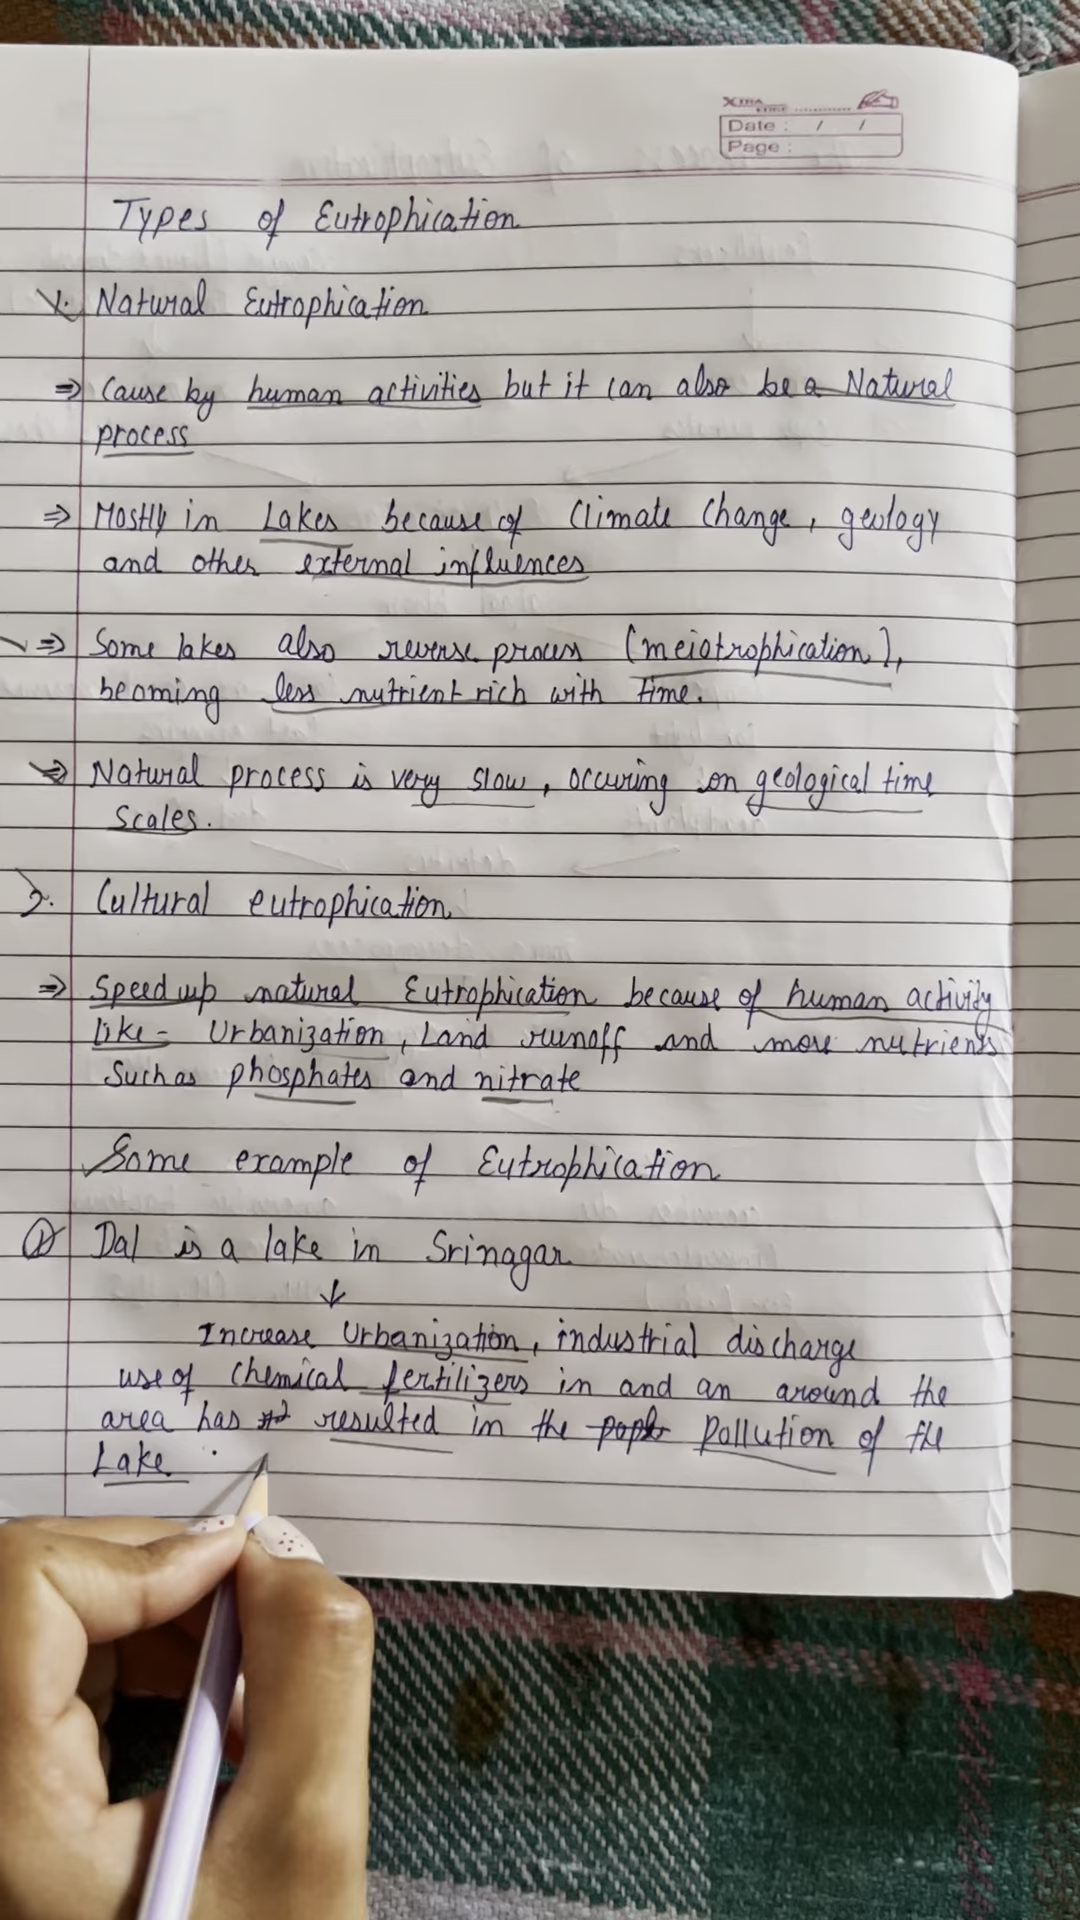 XTRA
Date : / /
Page :
Types of Eutrophication
1. Natural Eutrophication
⇒ Cause by human activities but it can also be a Natural
process
⇒ Mostly in Lakes because of Climate Change, geology
and other external influences
⇒ Some lakes also reverse process (meiotrophication),
beoming less nutrient rich with time.
⇒ Natural process is very slow, occuring on geological time
Scales.
2. Cultural eutrophication
⇒ Speed up natural Eutrophication because of human activity
like - Urbanization, Land runoff and more nutrients
Such as phosphates and nitrate
Some example of Eutrophication
① Dal is a lake in Srinagar
↓
Increase Urbanization, industrial discharge
use of Chemical fertilizers in and an around the
area has resulted in the Pollution of the
Lake